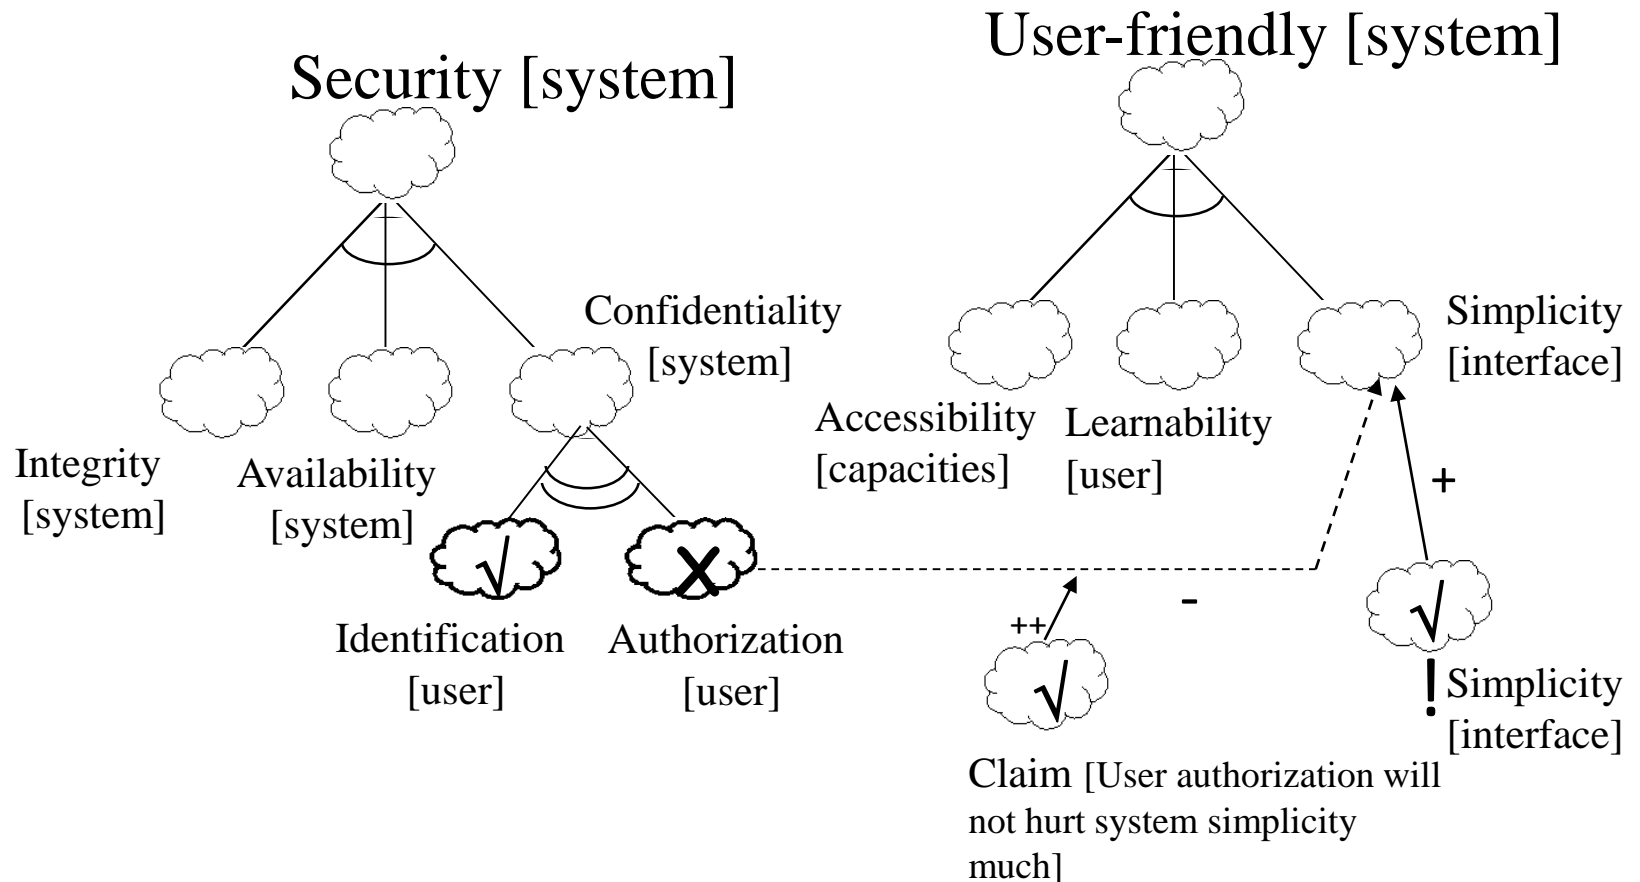 User-friendly [system]
Security [system]
Confidentiality
[system]
Simplicity
[interface]
Accessibility
[capacities]
Learnability
[user]
Integrity
[system]
Availability
[system]
+
√
X
-
√
++
Identification
[user]
Authorization
[user]
√
!
Simplicity
[interface]
Claim [User authorization will
not hurt system simplicity
much]